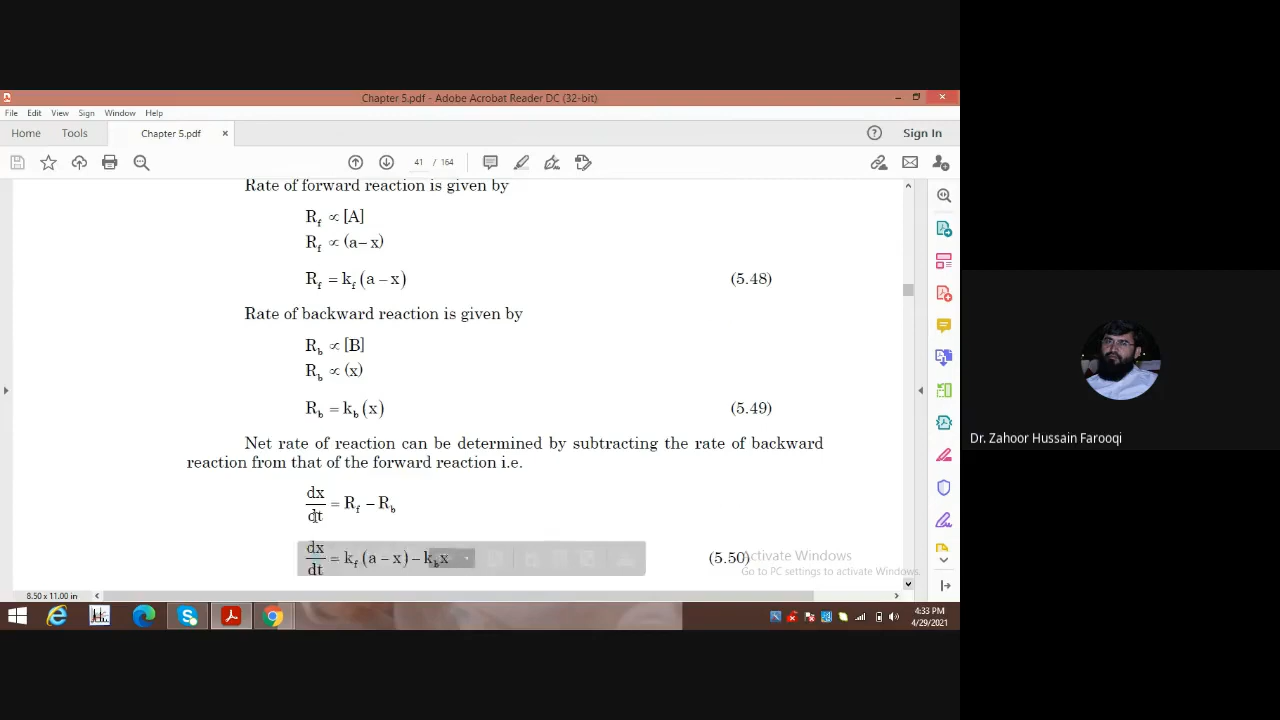 Chapter 5.pdf - Adobe Acrobat Reader DC (32-bit)
File Edit View Sign Window Help
Home Tools Chapter 5.pdf × Sign In
41 / 164
Rate of forward reaction is given by
R_f ∝ [A]
R_f ∝ (a – x)
R_f = k_f (a – x) (5.48)
Rate of backward reaction is given by
R_b ∝ [B]
R_b ∝ (x)
R_b = k_b (x) (5.49)
Net rate of reaction can be determined by subtracting the rate of backward
reaction from that of the forward reaction i.e.
dx/dt = R_f – R_b
dx/dt = k_f (a – x) – k_b x (5.50)
Activate Windows
Go to PC settings to activate Windows.
8.50 x 11.00 in
4:33 PM
4/29/2021
Dr. Zahoor Hussain Farooqi